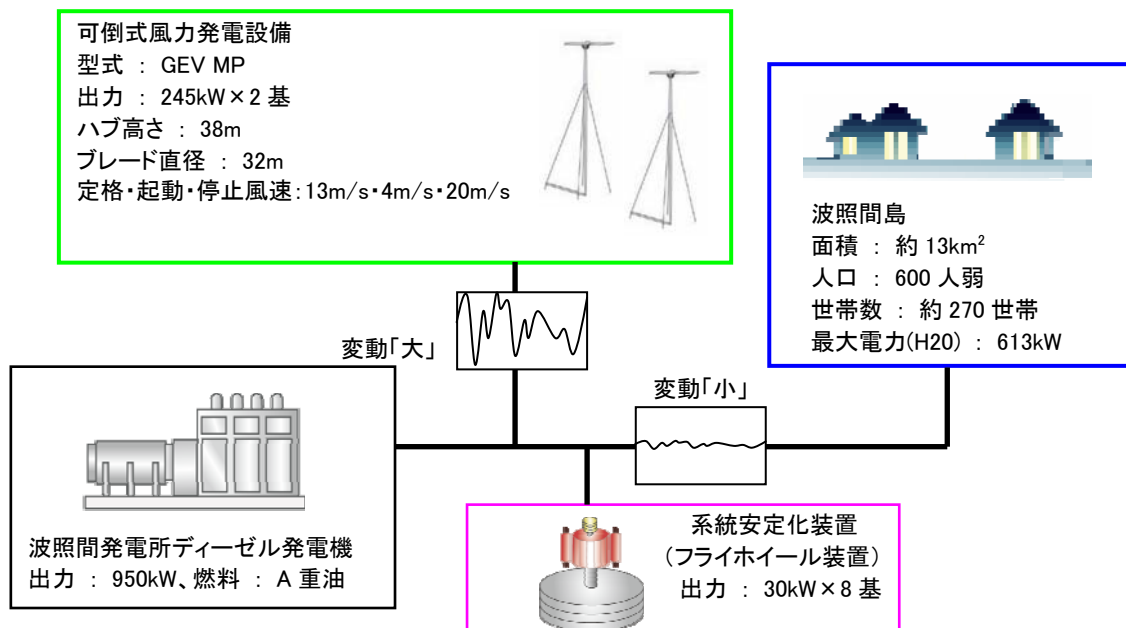 可倒式風力発電設備
型式 : GEV MP
出力 : 245kW×2 基
ハブ高さ : 38m
ブレード直径 : 32m
定格・起動・停止風速:13m/s・4m/s・20m/s
波照間島
面積 : 約 13km²
人口 : 600 人弱
世帯数 : 約 270 世帯
最大電力(H20) : 613kW
変動「大」
変動「小」
波照間発電所ディーゼル発電機
出力 : 950kW、燃料 : A 重油
系統安定化装置
(フライホイール装置)
出力 : 30kW×8 基